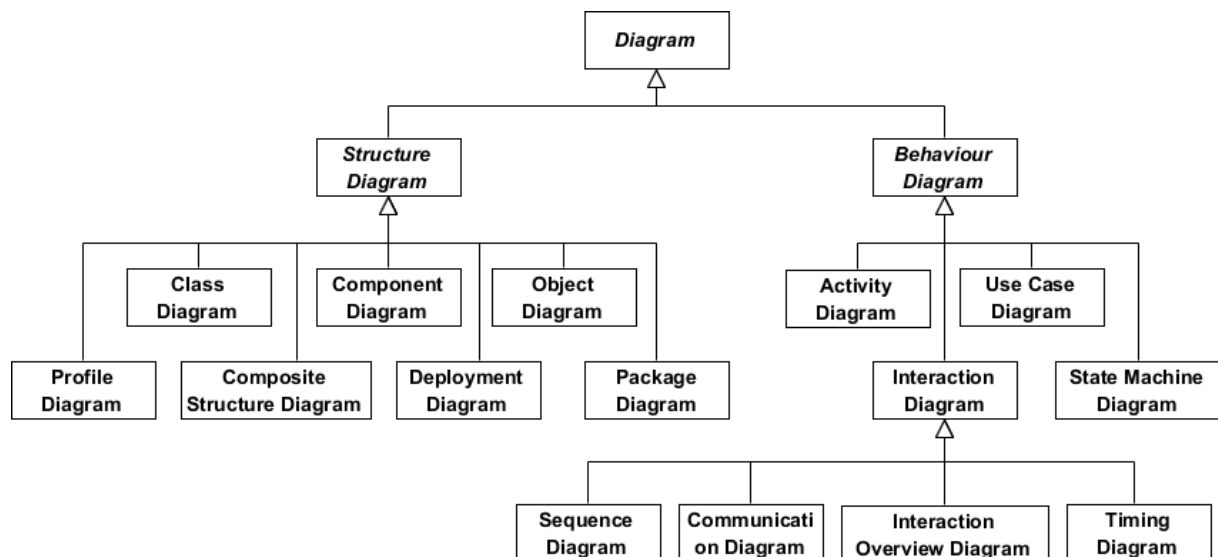 Diagram
Structure
Diagram
Behaviour
Diagram
Class
Diagram
Component
Diagram
Object
Diagram
Activity
Diagram
Use Case
Diagram
Profile
Diagram
Composite
Structure Diagram
Deployment
Diagram
Package
Diagram
Interaction
Diagram
State Machine
Diagram
Sequence
Diagram
Communicati
on Diagram
Interaction
Overview Diagram
Timing
Diagram